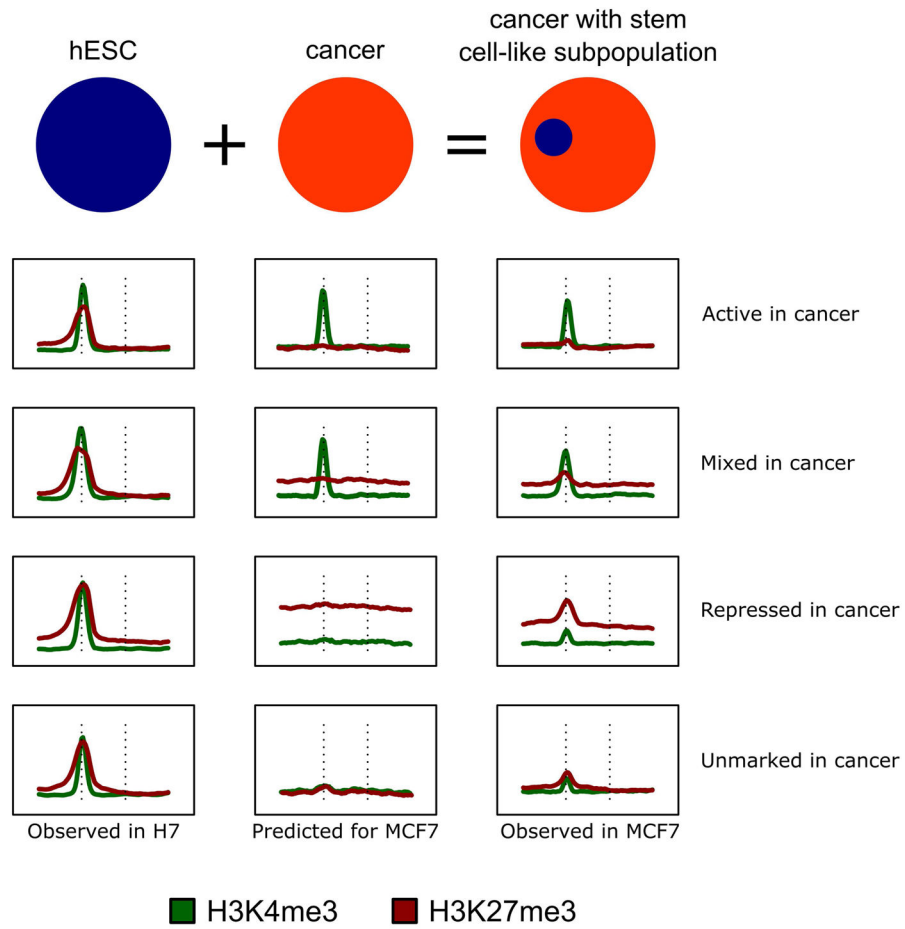 hESC
cancer
cancer with stem
cell-like subpopulation
+
=
Active in cancer
Mixed in cancer
Repressed in cancer
Unmarked in cancer
Observed in H7
Predicted for MCF7
Observed in MCF7
H3K4me3
H3K27me3